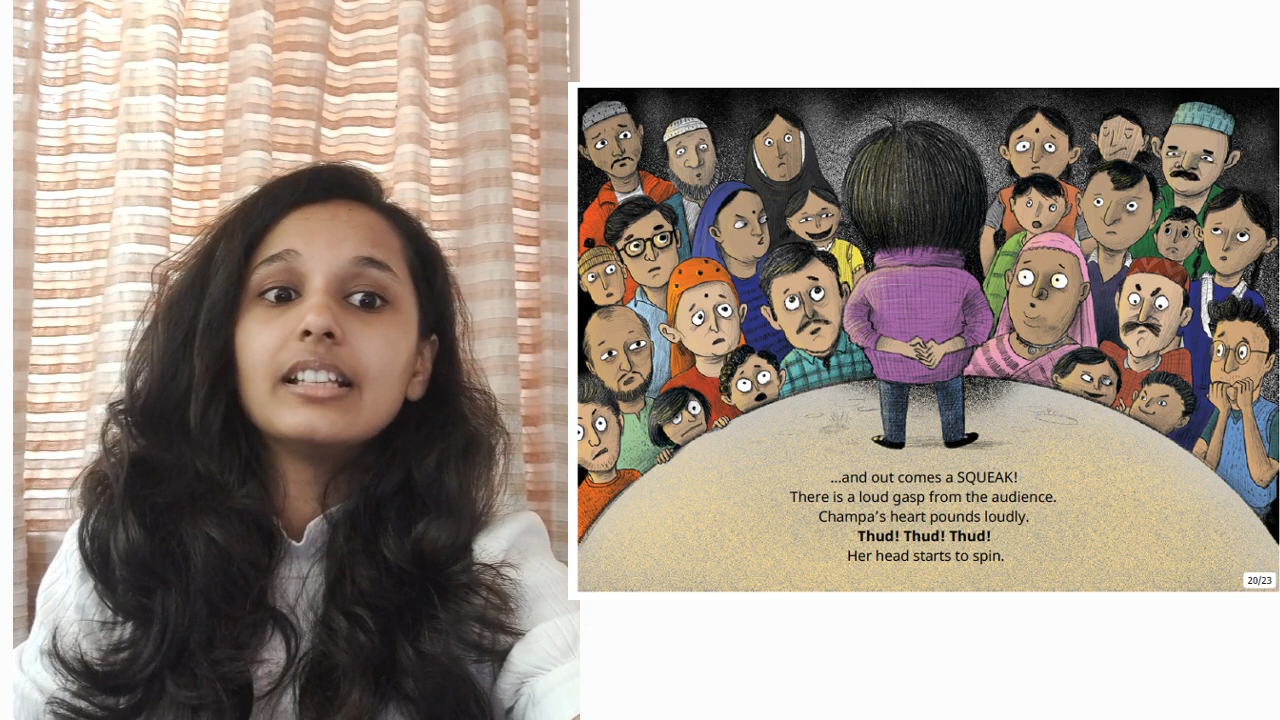 ...and out comes a SQUEAK!
There is a loud gasp from the audience.
Champa's heart pounds loudly.
Thud! Thud! Thud!
Her head starts to spin.
20/23